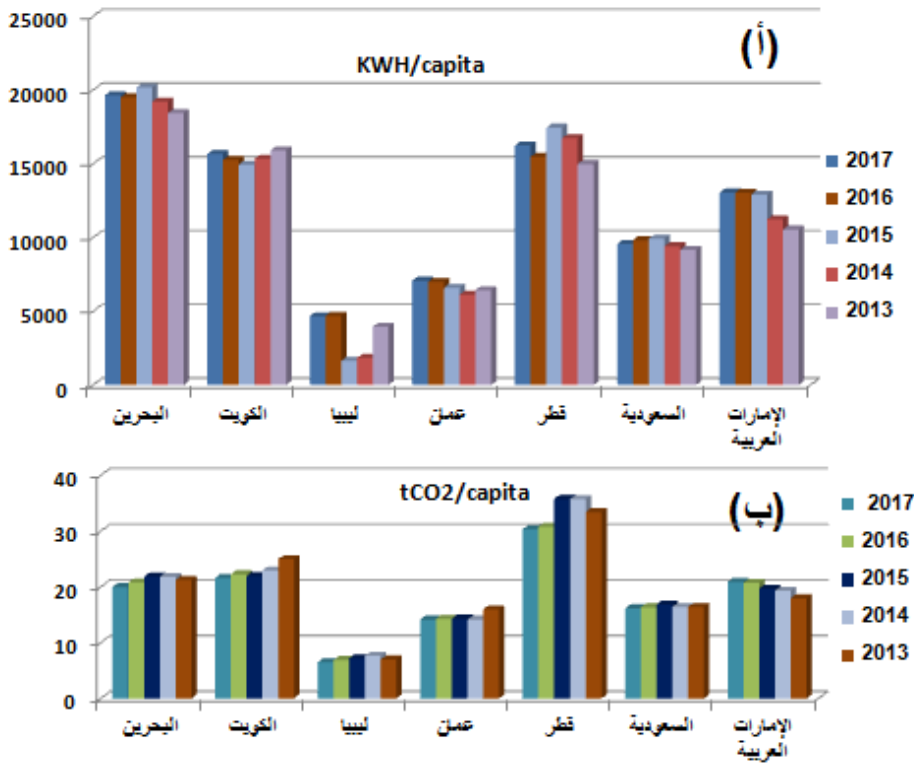 (أ)
KWH/capita
25000
20000
15000
10000
5000
0
2017
2016
2015
2014
2013
البحرين
الكويت
ليبيا
عمان
قطر
السعودية
الإمارات
العربية
(ب)
tCO2/capita
40
30
20
10
0
2017
2016
2015
2014
2013
البحرين
الكويت
ليبيا
عمان
قطر
السعودية
الإمارات
العربية